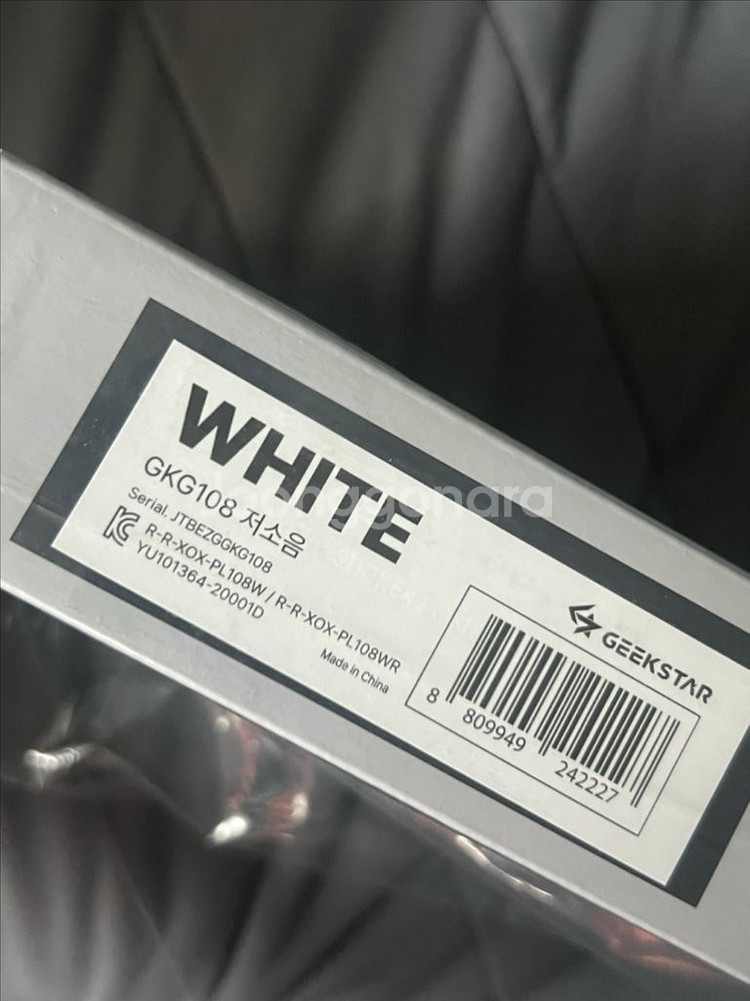 WHITE
GKG108 저소음
Serial. JTBEZGGKG108
R-R-XOX-PL108W / R-R-XOX-PL108WR
YU101364-20001D
Made in China
GEEKSTAR
8 809949 242227
joonggonara